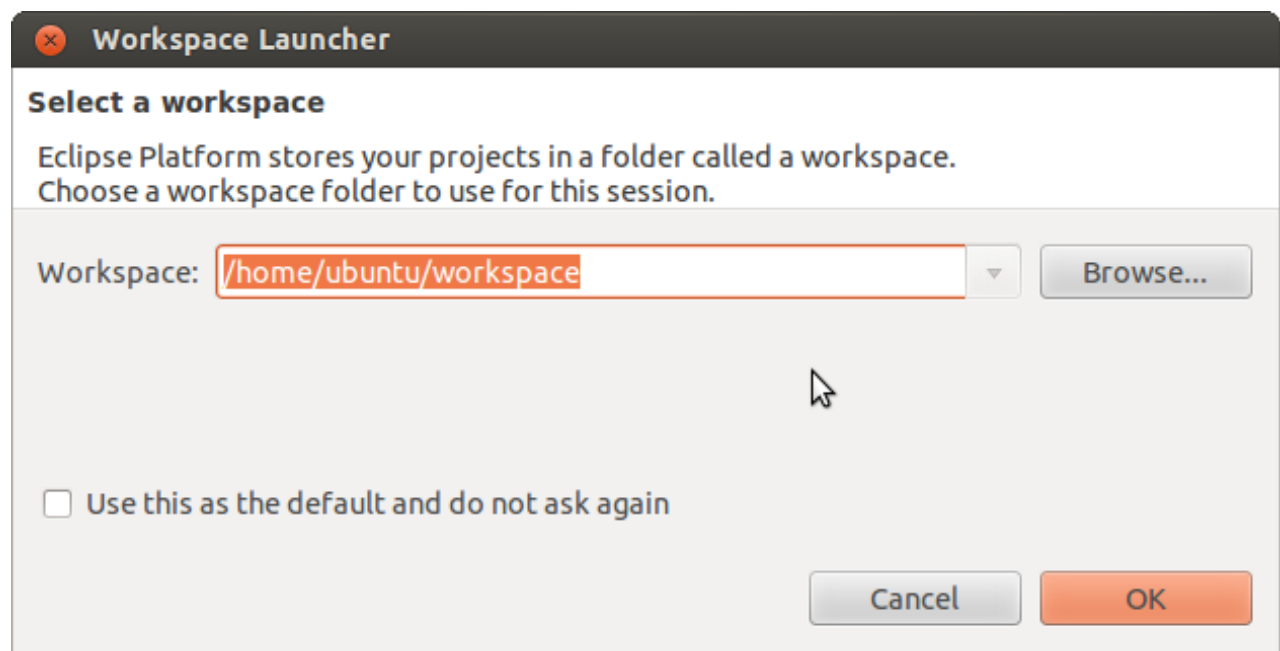 Workspace Launcher
Select a workspace
Eclipse Platform stores your projects in a folder called a workspace.
Choose a workspace folder to use for this session.
Workspace: /home/ubuntu/workspace Browse...
Use this as the default and do not ask again
Cancel OK